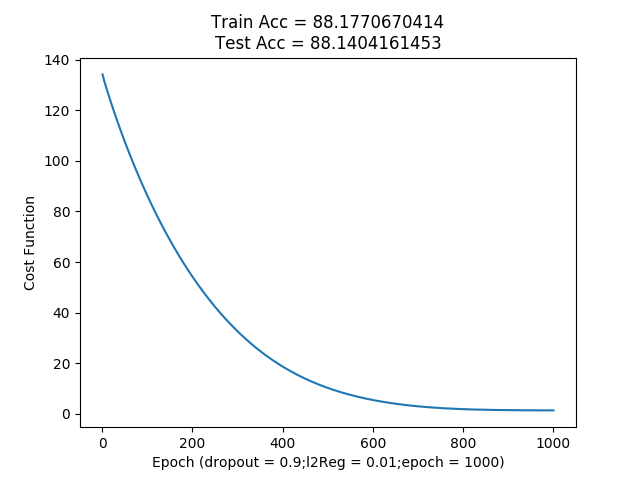 Train Acc = 88.1770670414
Test Acc = 88.1404161453
140
120
100
80
60
40
20
0
Cost Function
0 200 400 600 800 1000
Epoch (dropout = 0.9;l2Reg = 0.01;epoch = 1000)